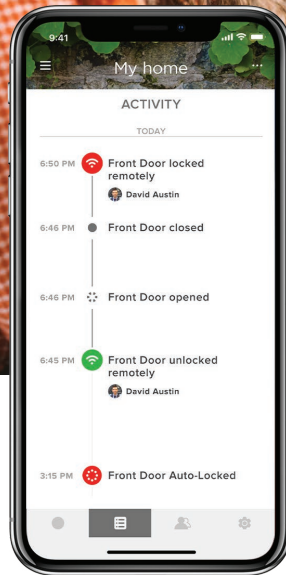 9:41
My home
ACTIVITY
TODAY
6:50 PM Front Door locked
remotely
David Austin
6:46 PM Front Door closed
6:46 PM Front Door opened
6:45 PM Front Door unlocked
remotely
David Austin
3:15 PM Front Door Auto-Locked